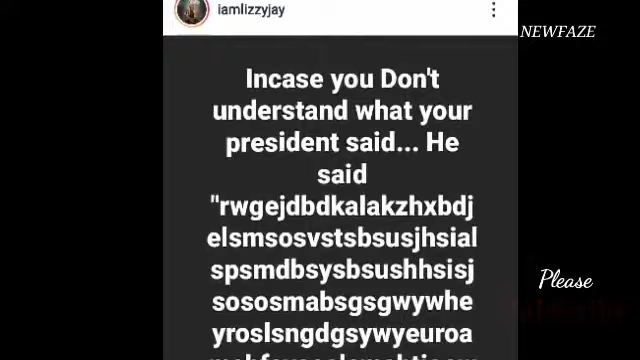 iamlizzyjay
NEWFAZE
Incase you Don't
understand what your
president said... He
said
"rwgejdbdkalakzhxbdj
elsmsosvstsbsusjhsial
spsmdbsysbsushhsisj
sososmabsgsgwywhe
yroslsngdgsywyeuroa
Please